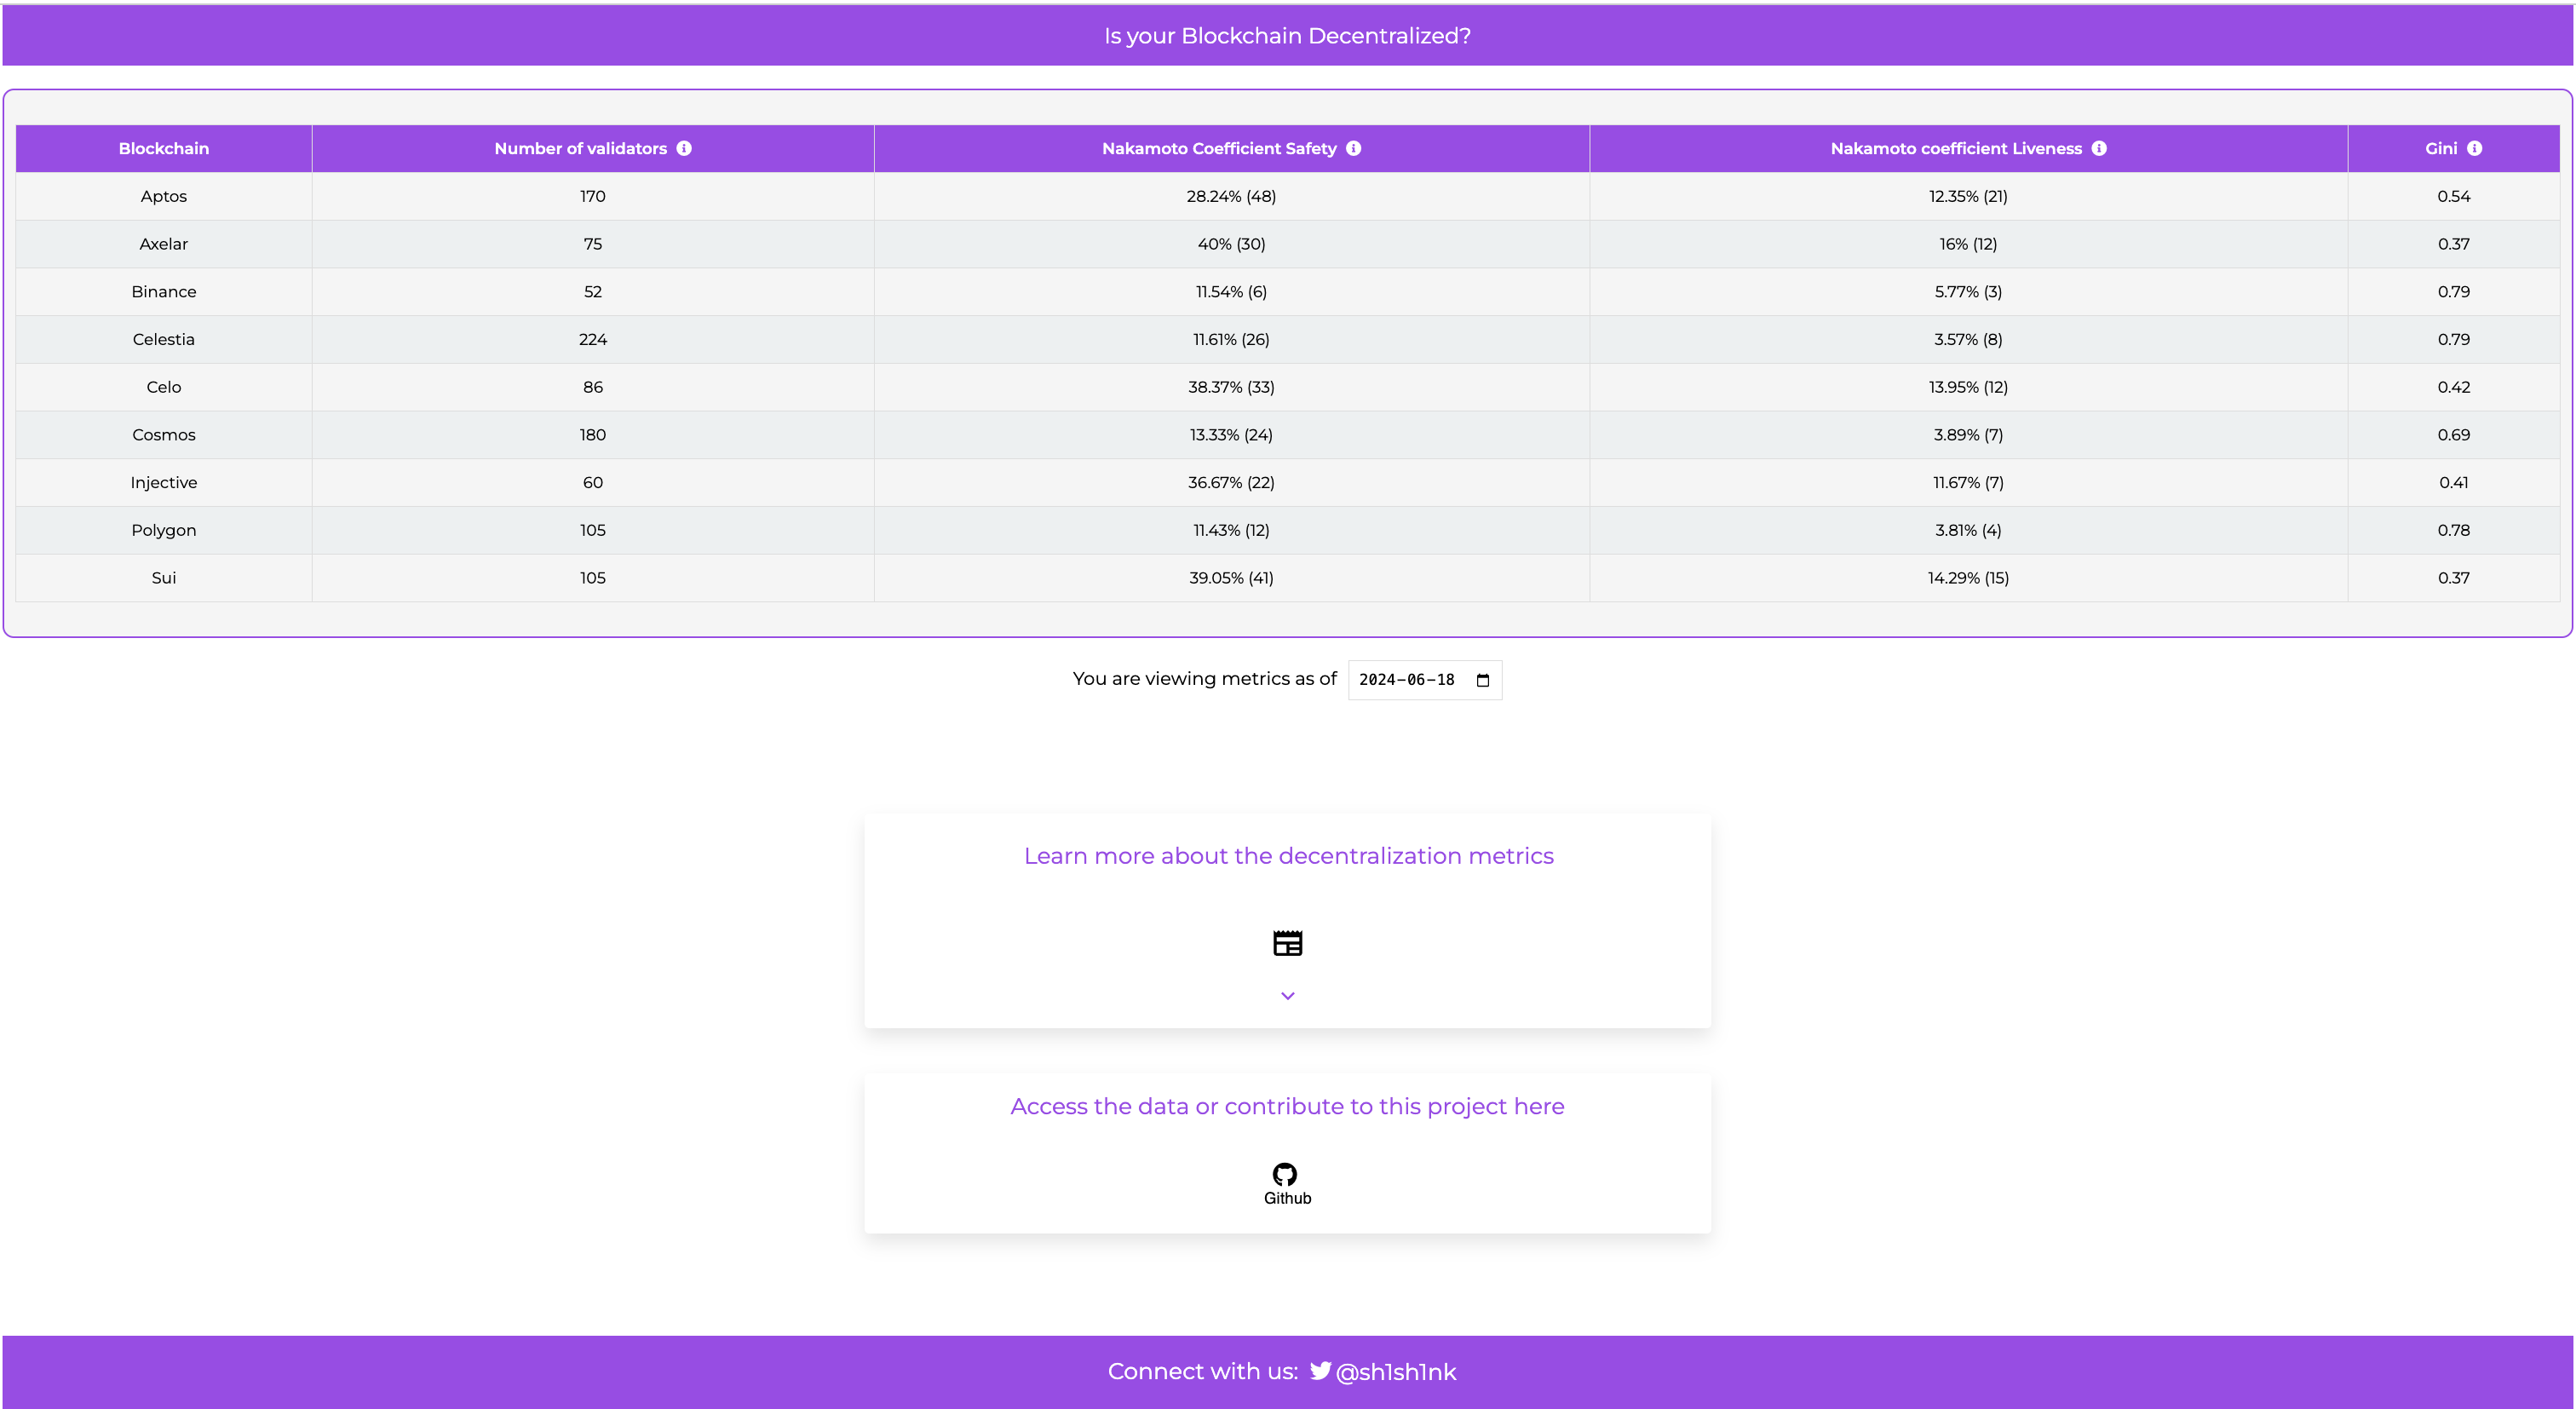 Is your Blockchain Decentralized?
Blockchain Number of validators Nakamoto Coefficient Safety Nakamoto coefficient Liveness Gini
Aptos 170 28.24% (48) 12.35% (21) 0.54
Axelar 75 40% (30) 16% (12) 0.37
Binance 52 11.54% (6) 5.77% (3) 0.79
Celestia 224 11.61% (26) 3.57% (8) 0.79
Celo 86 38.37% (33) 13.95% (12) 0.42
Cosmos 180 13.33% (24) 3.89% (7) 0.69
Injective 60 36.67% (22) 11.67% (7) 0.41
Polygon 105 11.43% (12) 3.81% (4) 0.78
Sui 105 39.05% (41) 14.29% (15) 0.37
You are viewing metrics as of 2024-06-18
Learn more about the decentralization metrics
Access the data or contribute to this project here
Github
Connect with us: @sh1sh1nk